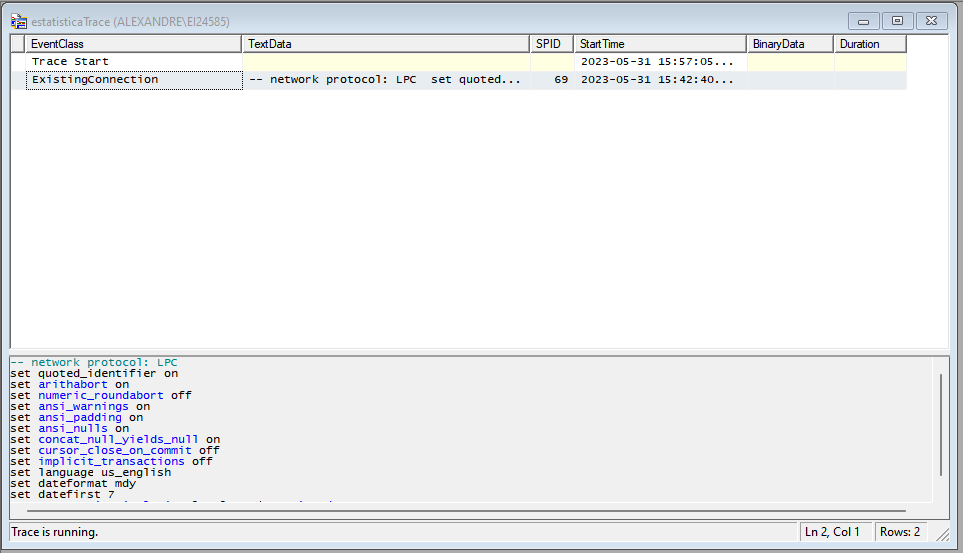 estatisticaTrace (ALEXANDRE\EI24585)
EventClass TextData SPID StartTime BinaryData Duration
Trace Start 2023-05-31 15:57:05...
ExistingConnection -- network protocol: LPC set quoted... 69 2023-05-31 15:42:40...
-- network protocol: LPC
set quoted_identifier on
set arithabort on
set numeric_roundabort off
set ansi_warnings on
set ansi_padding on
set ansi_nulls on
set concat_null_yields_null on
set cursor_close_on_commit off
set implicit_transactions off
set language us_english
set dateformat mdy
set datefirst 7
Trace is running. Ln 2, Col 1 Rows: 2